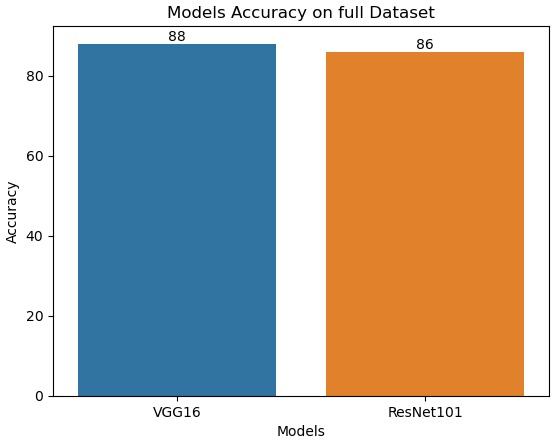 Models Accuracy on full Dataset
88
86
80
60
40
20
0
Accuracy
VGG16
ResNet101
Models